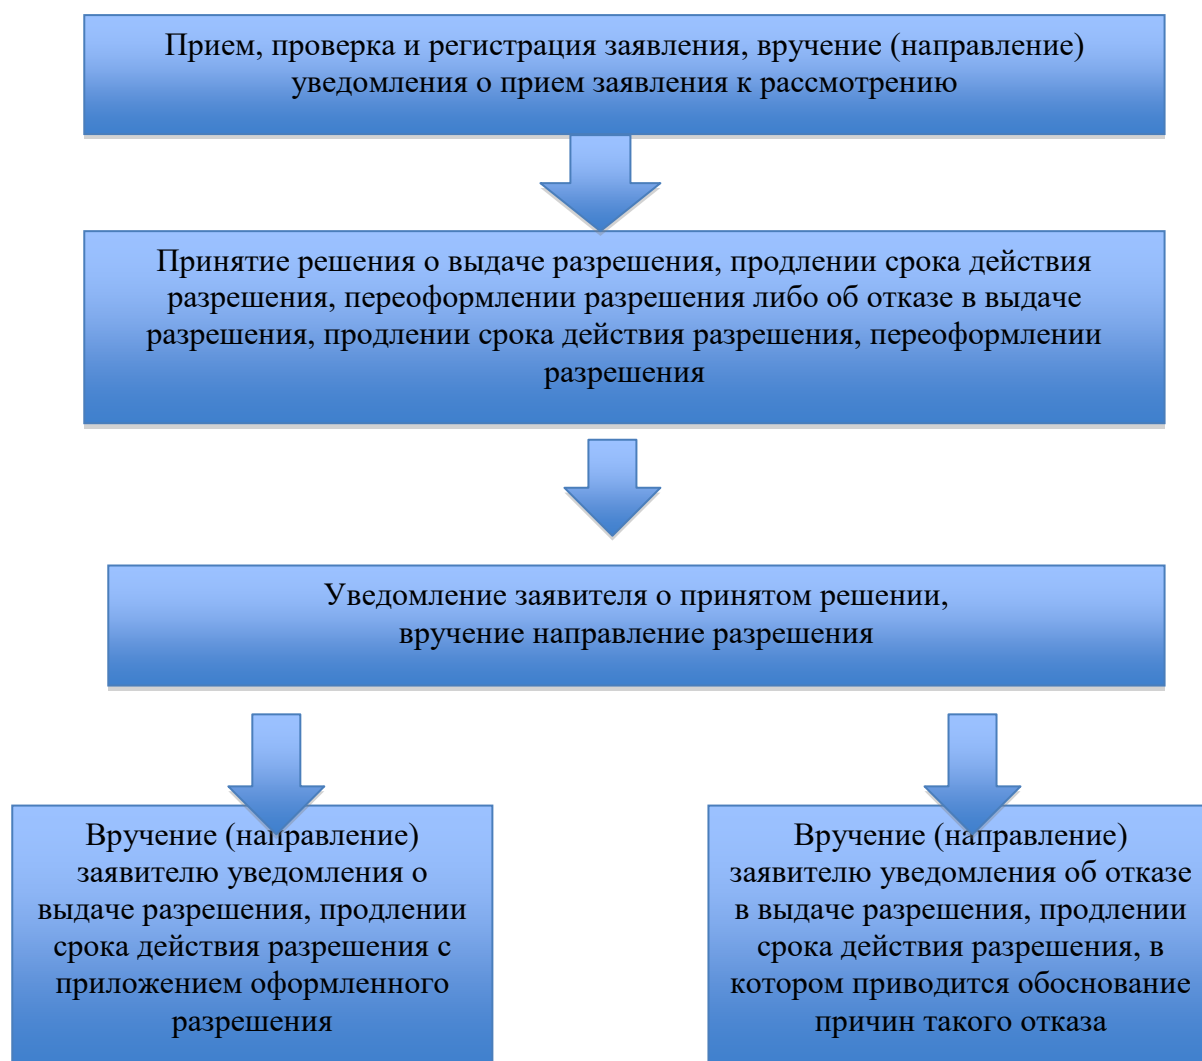 Прием, проверка и регистрация заявления, вручение (направление)
уведомления о прием заявления к рассмотрению
Принятие решения о выдаче разрешения, продлении срока действия
разрешения, переоформлении разрешения либо об отказе в выдаче
разрешения, продлении срока действия разрешения, переоформлении
разрешения
Уведомление заявителя о принятом решении,
вручение направление разрешения
Вручение (направление)
заявителю уведомления о
выдаче разрешения, продлении
срока действия разрешения с
приложением оформленного
разрешения
Вручение (направление)
заявителю уведомления об отказе
в выдаче разрешения, продлении
срока действия разрешения, в
котором приводится обоснование
причин такого отказа